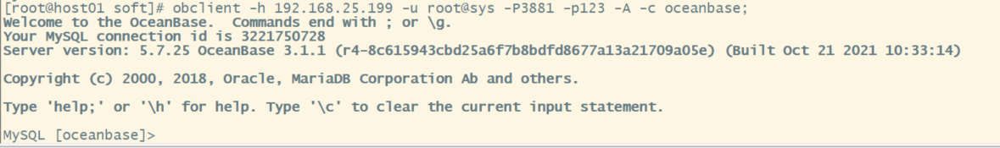 [root@host01 soft]# obclient -h 192.168.25.199 -u root@sys -P3881 -p123 -A -c oceanbase;
Welcome to the OceanBase.  Commands end with ; or \g.
Your MySQL connection id is 3221750728
Server version: 5.7.25 OceanBase 3.1.1 (r4-8c615943cbd25a6f7b8bdfd8677a13a21709a05e) (Built Oct 21 2021 10:33:14)
Copyright (c) 2000, 2018, Oracle, MariaDB Corporation Ab and others.
Type 'help;' or '\h' for help. Type '\c' to clear the current input statement.
MySQL [oceanbase]>